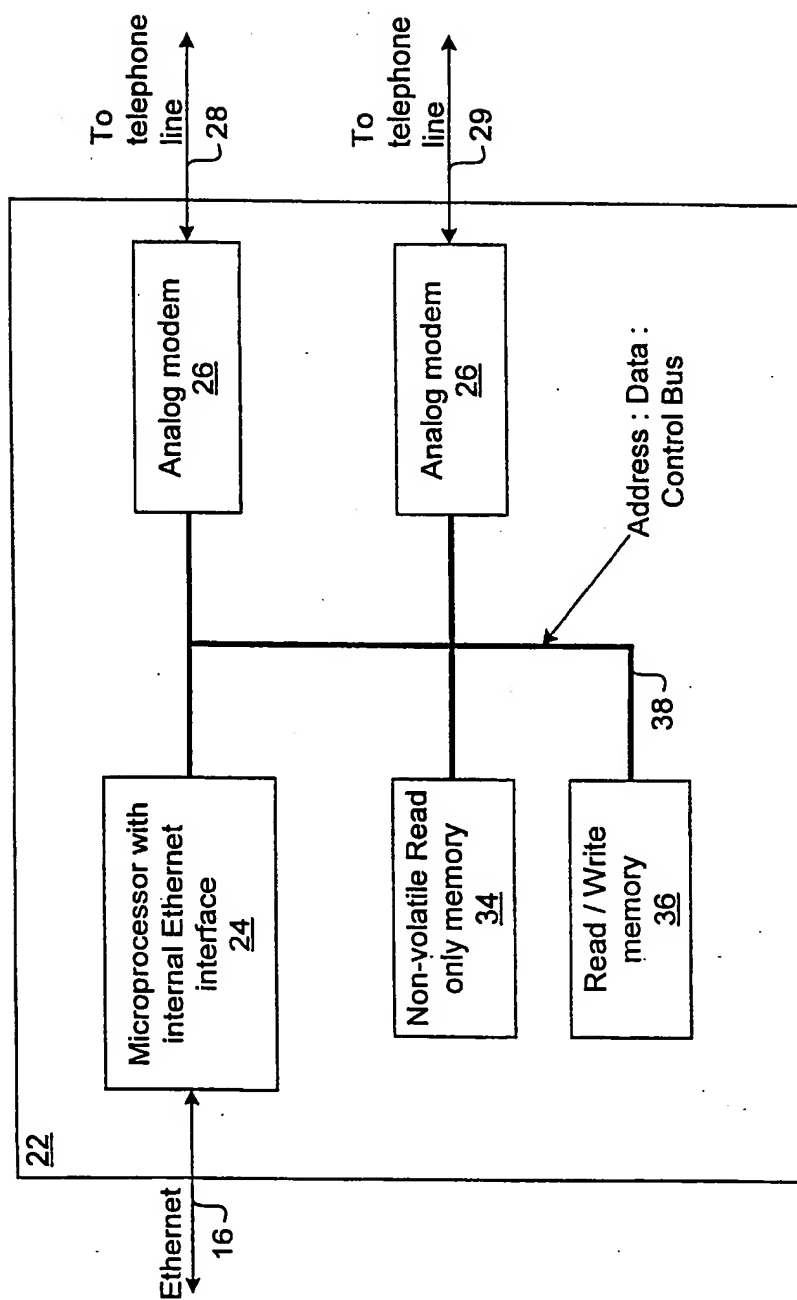 22
Ethernet
16
Microprocessor with
internal Ethernet
interface
24
Analog modem
26
To
telephone
line
28
Non-volatile Read
only memory
34
Analog modem
26
To
telephone
line
29
Read / Write
memory
36
38
Address : Data :
Control Bus